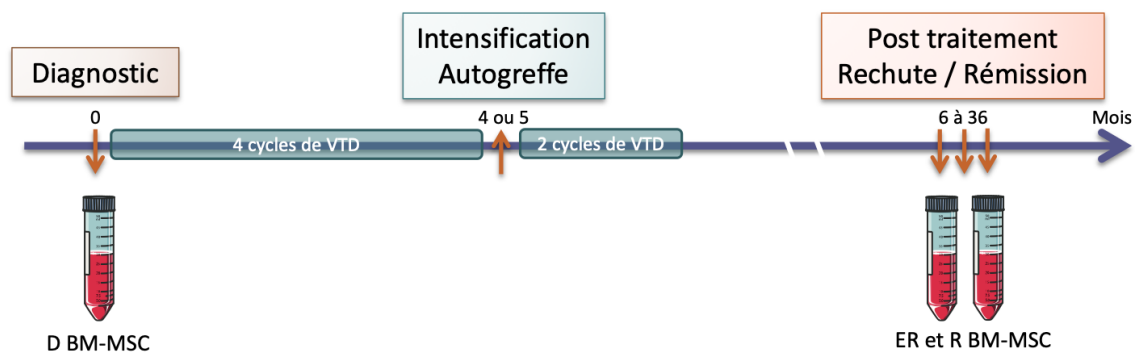 Diagnostic
Intensification
Autogreffe
Post traitement
Rechute / Rémission
0
4 ou 5
6 à 36
Mois
4 cycles de VTD
2 cycles de VTD
D BM-MSC
ER et R BM-MSC